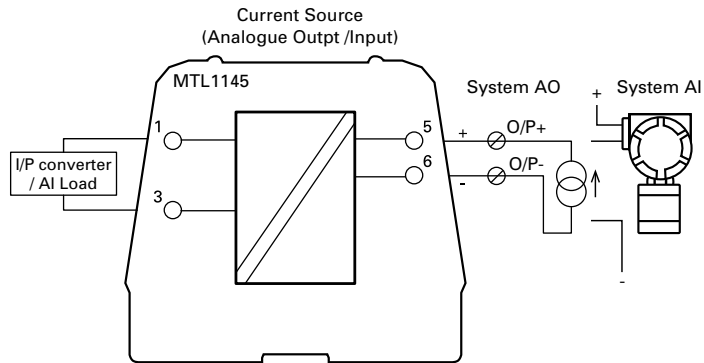 Current Source
(Analogue Outpt /Input)
MTL1145
System AO
System AI
1
5
+
O/P+
+
I/P converter
/ AI Load
6
O/P-
-
3
-